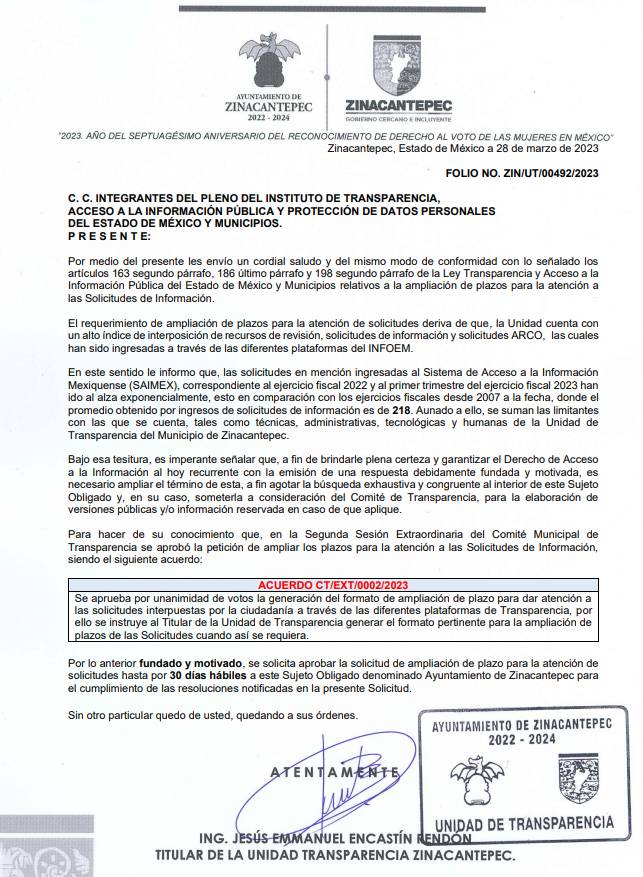 AYUNTAMIENTO DE
ZINACANTEPEC
2022 - 2024
ZINACANTEPEC
GOBIERNO CERCANO E INCLUYENTE
"2023. AÑO DEL SEPTUAGÉSIMO ANIVERSARIO DEL RECONOCIMIENTO DE DERECHO AL VOTO DE LAS MUJERES EN MÉXICO"
Zinacantepec, Estado de México a 28 de marzo de 2023
FOLIO NO. ZIN/UT/00492/2023
C. C. INTEGRANTES DEL PLENO DEL INSTITUTO DE TRANSPARENCIA,
ACCESO A LA INFORMACIÓN PÚBLICA Y PROTECCIÓN DE DATOS PERSONALES
DEL ESTADO DE MÉXICO Y MUNICIPIOS.
P R E S E N T E:
Por medio del presente les envío un cordial saludo y del mismo modo de conformidad con lo señalado los
artículos 163 segundo párrafo, 186 último párrafo y 198 segundo párrafo de la Ley Transparencia y Acceso a la
Información Pública del Estado de México y Municipios relativos a la ampliación de plazos para la atención a
las Solicitudes de Información.
El requerimiento de ampliación de plazos para la atención de solicitudes deriva de que, la Unidad cuenta con
un alto índice de interposición de recursos de revisión, solicitudes de información y solicitudes ARCO, las cuales
han sido ingresadas a través de las diferentes plataformas del INFOEM.
En este sentido le informo que, las solicitudes en mención ingresadas al Sistema de Acceso a la Información
Mexiquense (SAIMEX), correspondiente al ejercicio fiscal 2022 y al primer trimestre del ejercicio fiscal 2023 han
ido al alza exponencialmente, esto en comparación con los ejercicios fiscales desde 2007 a la fecha, donde el
promedio obtenido por ingresos de solicitudes de información es de 218. Aunado a ello, se suman las limitantes
con las que se cuenta, tales como técnicas, administrativas, tecnológicas y humanas de la Unidad de
Transparencia del Municipio de Zinacantepec.
Bajo esa tesitura, es imperante señalar que, a fin de brindarle plena certeza y garantizar el Derecho de Acceso
a la Información al hoy recurrente con la emisión de una respuesta debidamente fundada y motivada, es
necesario ampliar el término de esta, a fin agotar la búsqueda exhaustiva y congruente al interior de este Sujeto
Obligado y, en su caso, someterla a consideración del Comité de Transparencia, para la elaboración de
versiones públicas y/o información reservada en caso de que aplique.
Para hacer de su conocimiento que, en la Segunda Sesión Extraordinaria del Comité Municipal de
Transparencia se aprobó la petición de ampliar los plazos para la atención a las Solicitudes de Información,
siendo el siguiente acuerdo:
ACUERDO CT/EXT/0002/2023
Se aprueba por unanimidad de votos la generación del formato de ampliación de plazo para dar atención a
las solicitudes interpuestas por la ciudadanía a través de las diferentes plataformas de Transparencia, por
ello se instruye al Titular de la Unidad de Transparencia generar el formato pertinente para la ampliación de
plazos de las Solicitudes cuando así se requiera.
Por lo anterior fundado y motivado, se solicita aprobar la solicitud de ampliación de plazo para la atención de
solicitudes hasta por 30 días hábiles a este Sujeto Obligado denominado Ayuntamiento de Zinacantepec para
el cumplimiento de las resoluciones notificadas en la presente Solicitud.
Sin otro particular quedo de usted, quedando a sus órdenes.
AYUNTAMIENTO DE ZINACANTEPEC
2022 - 2024
UNIDAD DE TRANSPARENCIA
A T E N T A M E N T E
ING. JESÚS EMMANUEL ENCASTÍN RENDÓN
TITULAR DE LA UNIDAD TRANSPARENCIA ZINACANTEPEC.